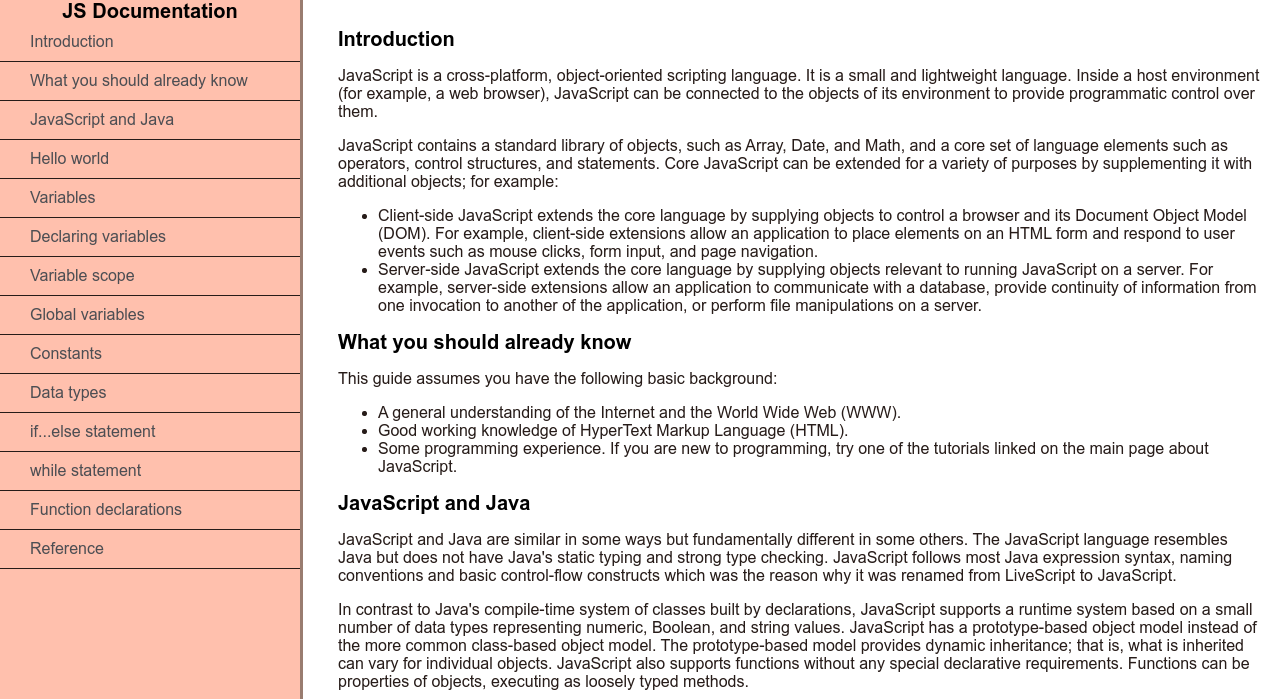 JS Documentation
Introduction
What you should already know
JavaScript and Java
Hello world
Variables
Declaring variables
Variable scope
Global variables
Constants
Data types
if...else statement
while statement
Function declarations
Reference
Introduction
JavaScript is a cross-platform, object-oriented scripting language. It is a small and lightweight language. Inside a host environment
(for example, a web browser), JavaScript can be connected to the objects of its environment to provide programmatic control over
them.
JavaScript contains a standard library of objects, such as Array, Date, and Math, and a core set of language elements such as
operators, control structures, and statements. Core JavaScript can be extended for a variety of purposes by supplementing it with
additional objects; for example:
• Client-side JavaScript extends the core language by supplying objects to control a browser and its Document Object Model
(DOM). For example, client-side extensions allow an application to place elements on an HTML form and respond to user
events such as mouse clicks, form input, and page navigation.
• Server-side JavaScript extends the core language by supplying objects relevant to running JavaScript on a server. For
example, server-side extensions allow an application to communicate with a database, provide continuity of information from
one invocation to another of the application, or perform file manipulations on a server.
What you should already know
This guide assumes you have the following basic background:
• A general understanding of the Internet and the World Wide Web (WWW).
• Good working knowledge of HyperText Markup Language (HTML).
• Some programming experience. If you are new to programming, try one of the tutorials linked on the main page about
JavaScript.
JavaScript and Java
JavaScript and Java are similar in some ways but fundamentally different in some others. The JavaScript language resembles
Java but does not have Java's static typing and strong type checking. JavaScript follows most Java expression syntax, naming
conventions and basic control-flow constructs which was the reason why it was renamed from LiveScript to JavaScript.
In contrast to Java's compile-time system of classes built by declarations, JavaScript supports a runtime system based on a small
number of data types representing numeric, Boolean, and string values. JavaScript has a prototype-based object model instead of
the more common class-based object model. The prototype-based model provides dynamic inheritance; that is, what is inherited
can vary for individual objects. JavaScript also supports functions without any special declarative requirements. Functions can be
properties of objects, executing as loosely typed methods.